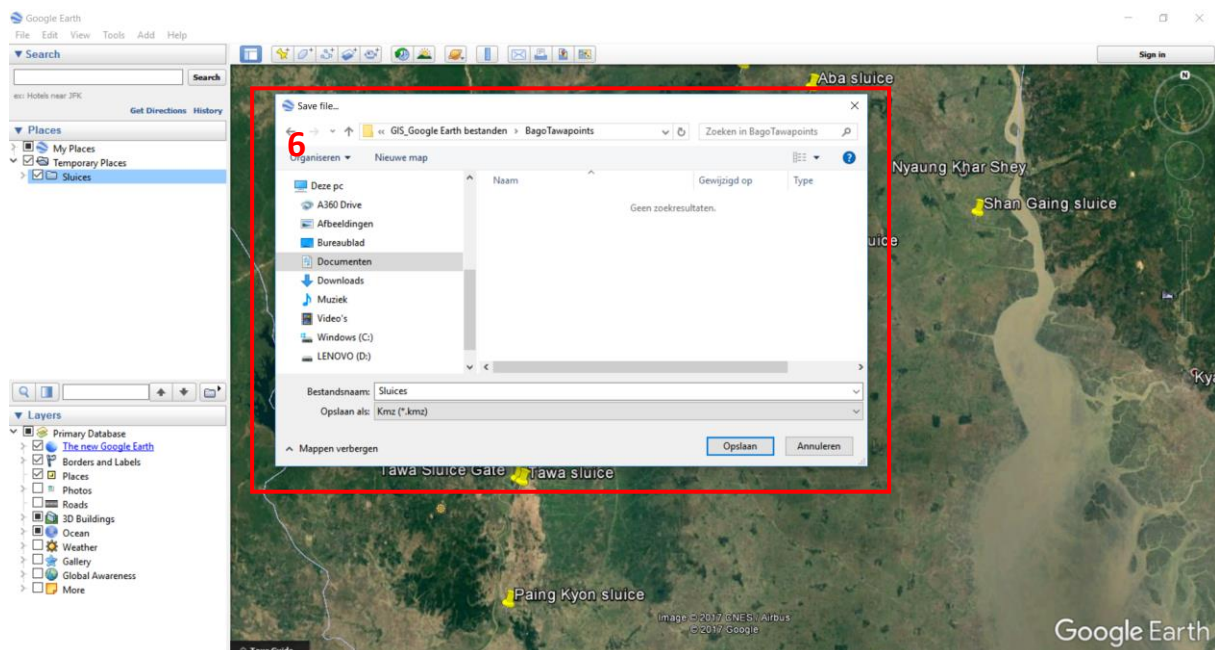 Google Earth
File Edit View Tools Add Help
▼ Search
Search
ex: Hotels near JFK
Get Directions History
▼ Places
My Places
Temporary Places
Sluices
▼ Layers
Primary Database
The new Google Earth
Borders and Labels
Places
Photos
Roads
3D Buildings
Ocean
Weather
Gallery
Global Awareness
More
Sign in
N
6
Save file...
« GIS_Google Earth bestanden > BagoTawapoints
Zoeken in BagoTawapoints
Organiseren ▼ Nieuwe map
Deze pc
A360 Drive
Afbeeldingen
Bureaublad
Documenten
Downloads
Muziek
Video's
Windows (C:)
LENOVO (D:)
Naam Gewijzigd op Type
Geen zoekresultaten.
Bestandsnaam: Sluices
Opslaan als: Kmz (*.kmz)
Mappen verbergen
Opslaan Annuleren
Aba sluice
Nyaung Khar Shey
Shan Gaing sluice
uice
Kya
Tawa Sluice Gate Tawa sluice
Paing Kyon sluice
Image © 2017 CNES / Airbus
© 2017 Google
Google Earth